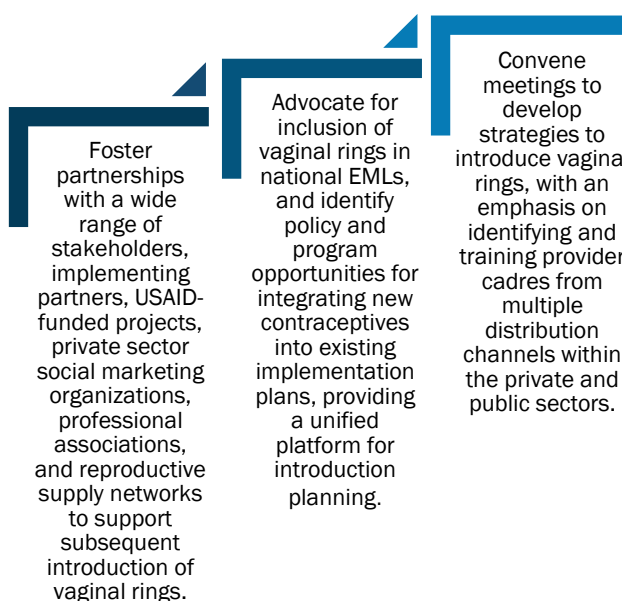 Foster
partnerships
with a wide
range of
stakeholders,
implementing
partners, USAID-
funded projects,
private sector
social marketing
organizations,
professional
associations,
and reproductive
supply networks
to support
subsequent
introduction of
vaginal rings.
Advocate for
inclusion of
vaginal rings in
national EMLs,
and identify
policy and
program
opportunities for
integrating new
contraceptives
into existing
implementation
plans, providing
a unified
platform for
introduction
planning.
Convene
meetings to
develop
strategies to
introduce vagina
rings, with an
emphasis on
identifying and
training provider
cadres from
multiple
distribution
channels within
the private and
public sectors.